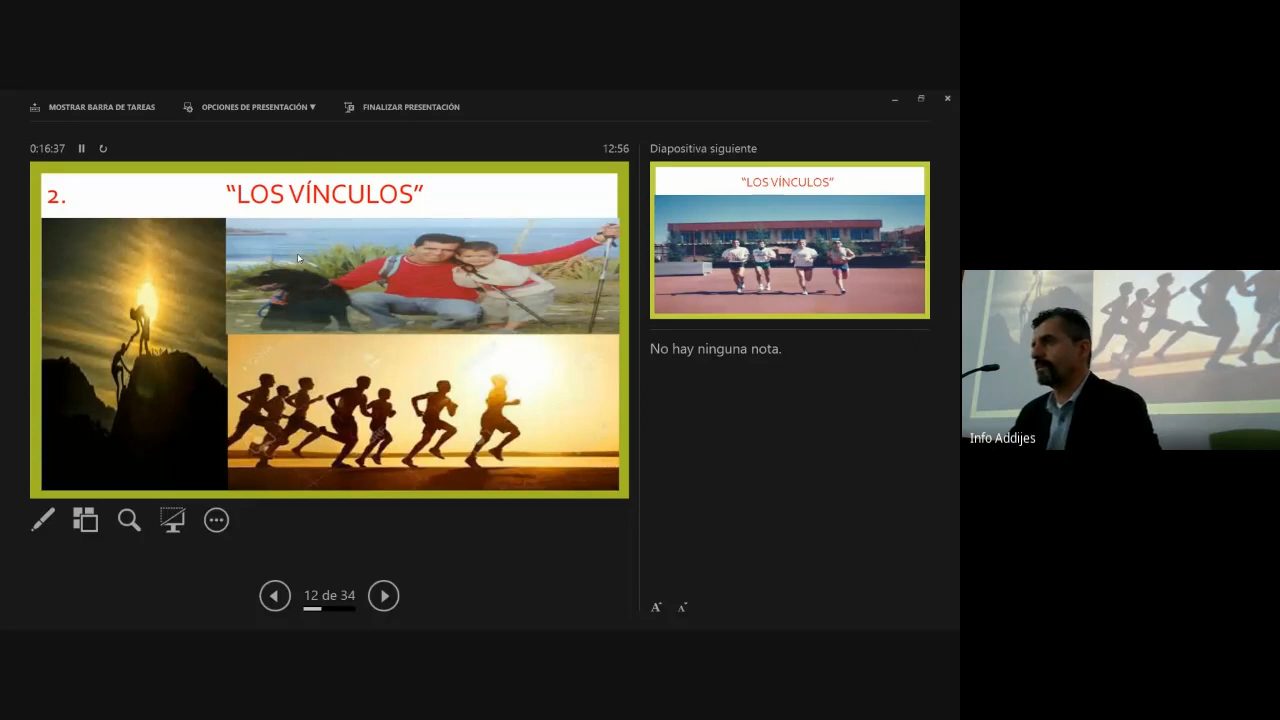 MOSTRAR BARRA DE TAREAS
OPCIONES DE PRESENTACIÓN ▼
FINALIZAR PRESENTACIÓN
0:16:37
12:56
Diapositiva siguiente
2. “LOS VÍNCULOS”
“LOS VÍNCULOS”
No hay ninguna nota.
Info Addijes
12 de 34
A A